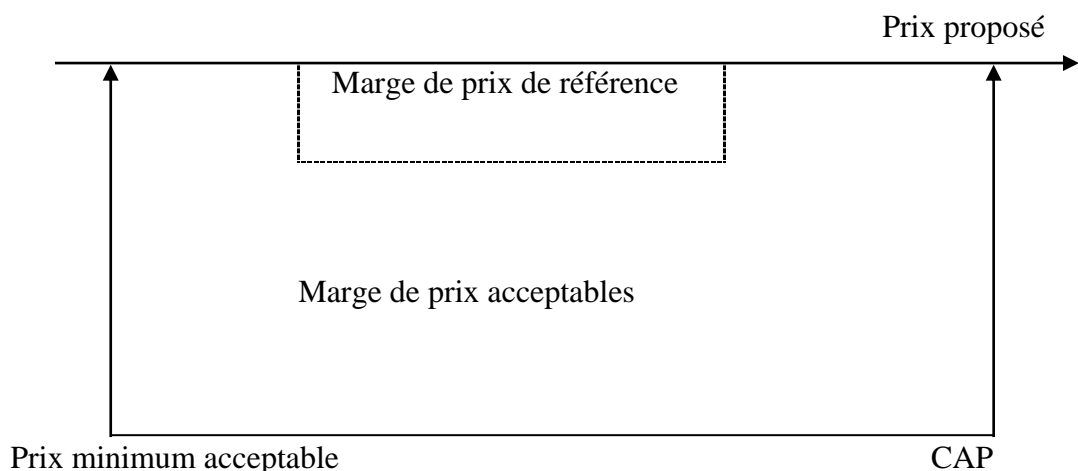 Prix proposé
Marge de prix de référence
Marge de prix acceptables
Prix minimum acceptable
CAP